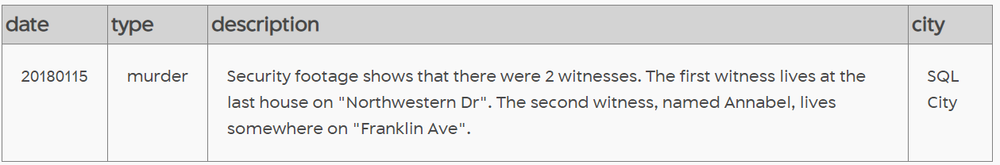 date type description city
20180115 murder Security footage shows that there were 2 witnesses. The first witness lives at the SQL
last house on "Northwestern Dr". The second witness, named Annabel, lives City
somewhere on "Franklin Ave".